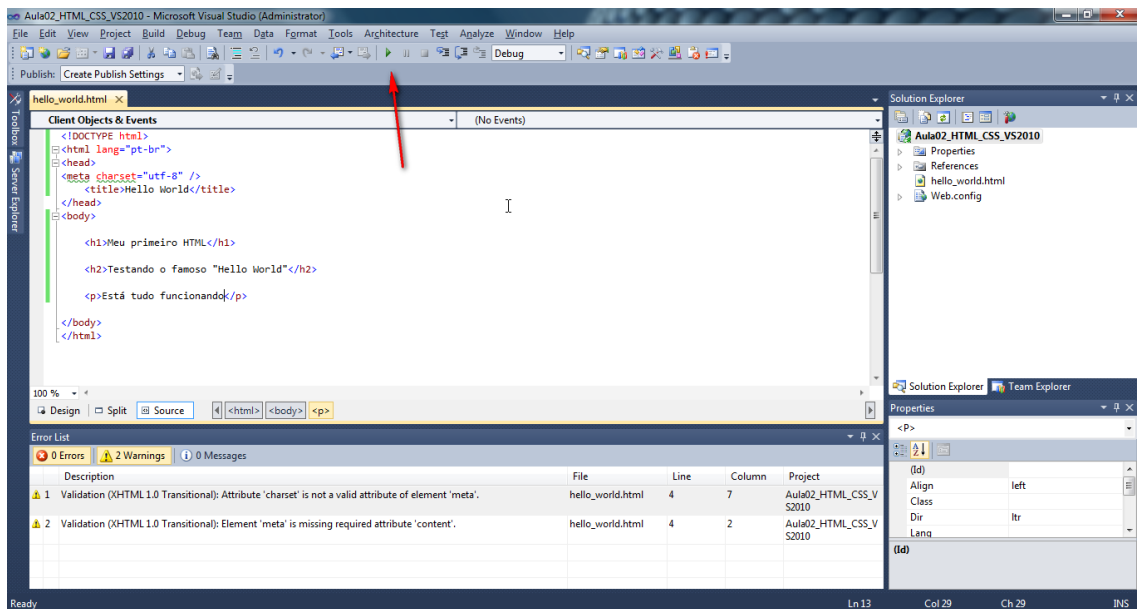 Aula02_HTML_CSS_VS2010 - Microsoft Visual Studio (Administrator)
File Edit View Project Build Debug Team Data Format Tools Architecture Test Analyze Window Help
Debug
Publish: Create Publish Settings
Toolbox
Server Explorer
hello_world.html
Client Objects & Events (No Events)
<!DOCTYPE html>
<html lang="pt-br">
<head>
<meta charset="utf-8" />
<title>Hello World</title>
</head>
<body>
<h1>Meu primeiro HTML</h1>
<h2>Testando o famoso "Hello World"</h2>
<p>Está tudo funcionando</p>
</body>
</html>
100 %
Design Split Source <html> <body> <p>
Solution Explorer
Aula02_HTML_CSS_VS2010
Properties
References
hello_world.html
Web.config
Solution Explorer Team Explorer
Properties
<P>
(Id)
Align left
Class
Dir ltr
Lang
(Id)
Error List
0 Errors 2 Warnings 0 Messages
Description File Line Column Project
1 Validation (XHTML 1.0 Transitional): Attribute 'charset' is not a valid attribute of element 'meta'. hello_world.html 4 7 Aula02_HTML_CSS_V
S2010
2 Validation (XHTML 1.0 Transitional): Element 'meta' is missing required attribute 'content'. hello_world.html 4 2 Aula02_HTML_CSS_V
S2010
Ready Ln 13 Col 29 Ch 29 INS